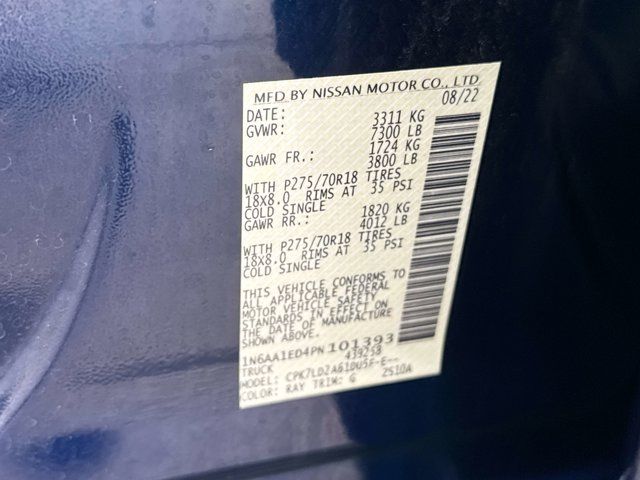 MFD BY NISSAN MOTOR CO., LTD.
DATE: 08/22
GVWR: 3311 KG
7300 LB
GAWR FR.: 1724 KG
3800 LB
WITH P275/70R18 TIRES
18X8.0 RIMS AT 35 PSI
COLD SINGLE
GAWR RR.: 1820 KG
4012 LB
WITH P275/70R18 TIRES
18X8.0 RIMS AT 35 PSI
COLD SINGLE
THIS VEHICLE CONFORMS TO
ALL APPLICABLE FEDERAL
MOTOR VEHICLE SAFETY
STANDARDS IN EFFECT ON
THE DATE OF MANUFACTURE
SHOWN ABOVE.
1N6AA1ED4PN101393
TRUCK 439258
MODEL: CPK7LDZA61DU5F-E--
COLOR: RAY TRIM: G ZS10A